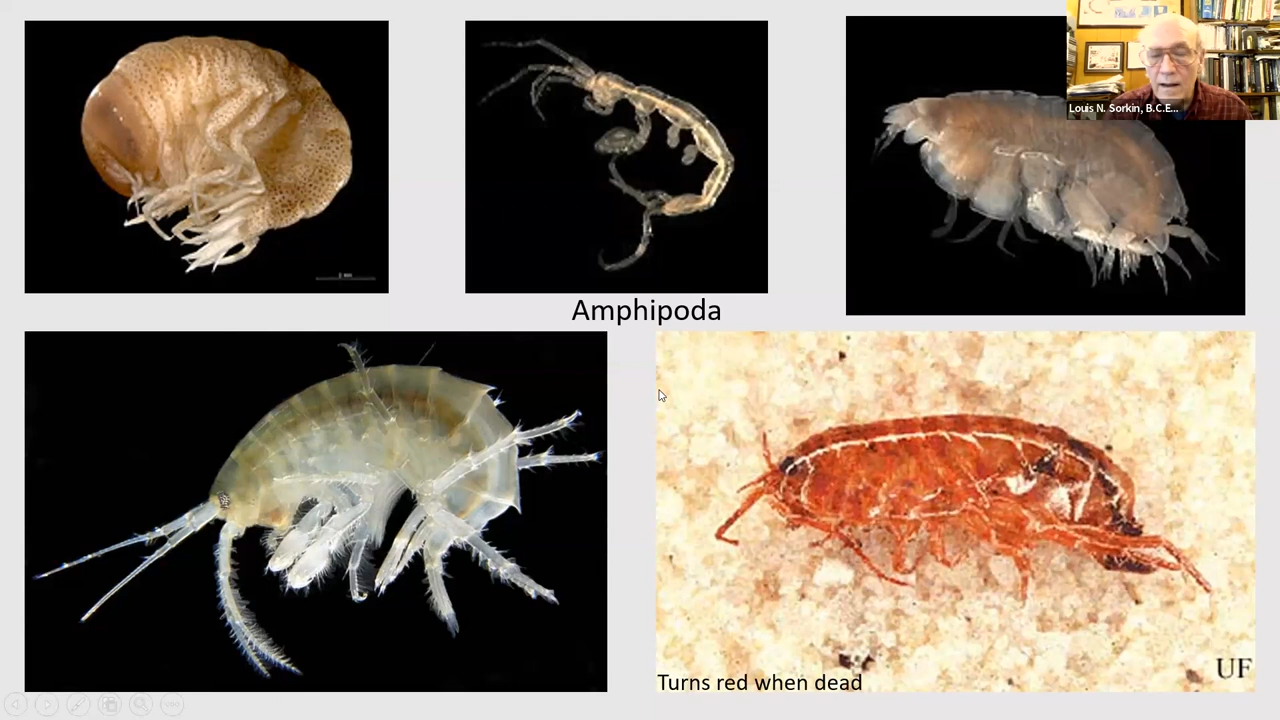 Louis N. Sorkin, B.C.E...
Amphipoda
Turns red when dead
UF